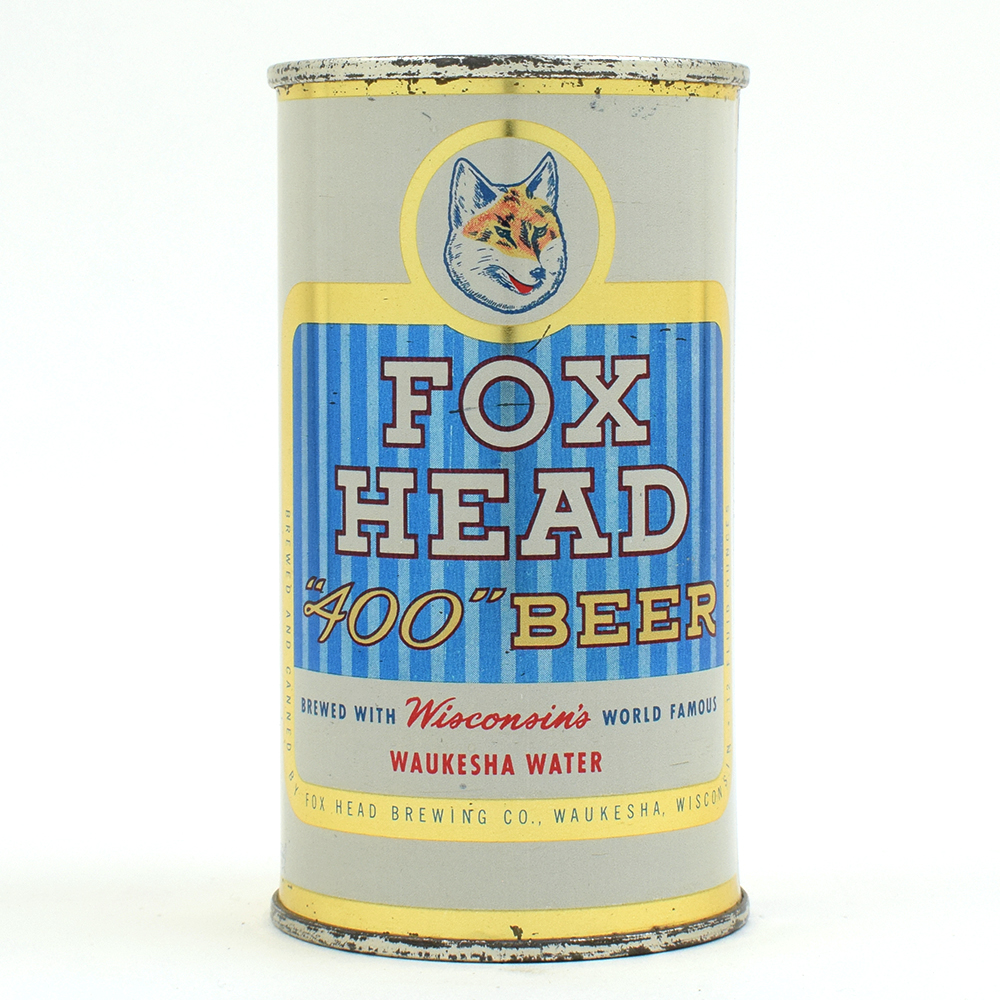 FOX
HEAD
"400" BEER
BREWED WITH Wisconsin's WORLD FAMOUS
WAUKESHA WATER
BREWED AND CANNED BY FOX HEAD BREWING CO., WAUKESHA, WISCONSIN